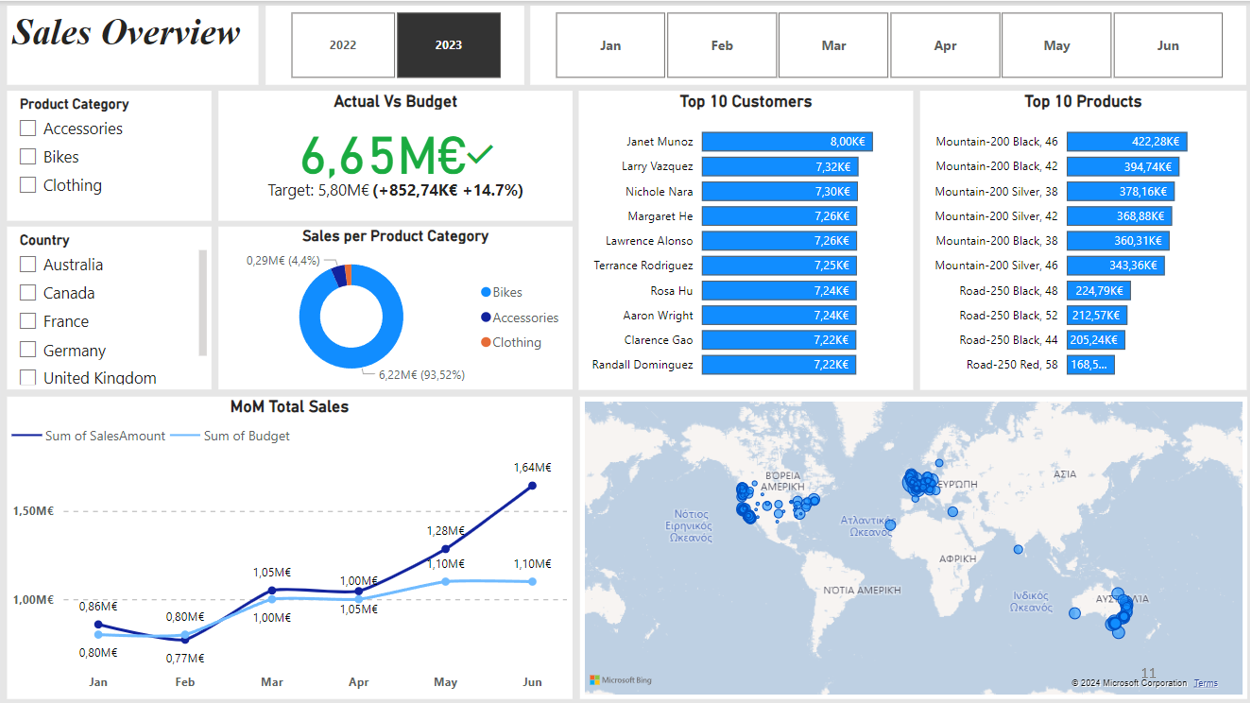 Sales Overview
2022
2023
Jan
Feb
Mar
Apr
May
Jun
Product Category
Accessories
Bikes
Clothing
Country
Australia
Canada
France
Germany
United Kingdom
Actual Vs Budget
6,65M€
Target: 5,80M€ (+852,74K€ +14.7%)
Sales per Product Category
0,29M€ (4,4%)
6,22M€ (93,52%)
Bikes
Accessories
Clothing
Top 10 Customers
Janet Munoz 8,00K€
Larry Vazquez 7,32K€
Nichole Nara 7,30K€
Margaret He 7,26K€
Lawrence Alonso 7,26K€
Terrance Rodriguez 7,25K€
Rosa Hu 7,24K€
Aaron Wright 7,24K€
Clarence Gao 7,22K€
Randall Dominguez 7,22K€
Top 10 Products
Mountain-200 Black, 46 422,28K€
Mountain-200 Black, 42 394,74K€
Mountain-200 Silver, 38 378,16K€
Mountain-200 Silver, 42 368,88K€
Mountain-200 Black, 38 360,31K€
Mountain-200 Silver, 46 343,36K€
Road-250 Black, 48 224,79K€
Road-250 Black, 52 212,57K€
Road-250 Black, 44 205,24K€
Road-250 Red, 58 168,5...
MoM Total Sales
Sum of SalesAmount Sum of Budget
1,50M€
1,00M€
0,86M€
0,80M€
0,80M€
0,77M€
1,05M€
1,00M€
1,00M€
1,05M€
1,28M€
1,10M€
1,64M€
1,10M€
Jan Feb Mar Apr May Jun
ΒΟΡΕΙΑ
ΑΜΕΡΙΚΗ
ΕΥΡΩΠΗ
ΑΣΙΑ
Νότιος
Ειρηνικός
Ωκεανός
Ατλαντικός
Ωκεανός
ΑΦΡΙΚΗ
ΝΟΤΙΑ ΑΜΕΡΙΚΗ
Ινδικός
Ωκεανός
Microsoft Bing
11
© 2024 Microsoft Corporation Terms